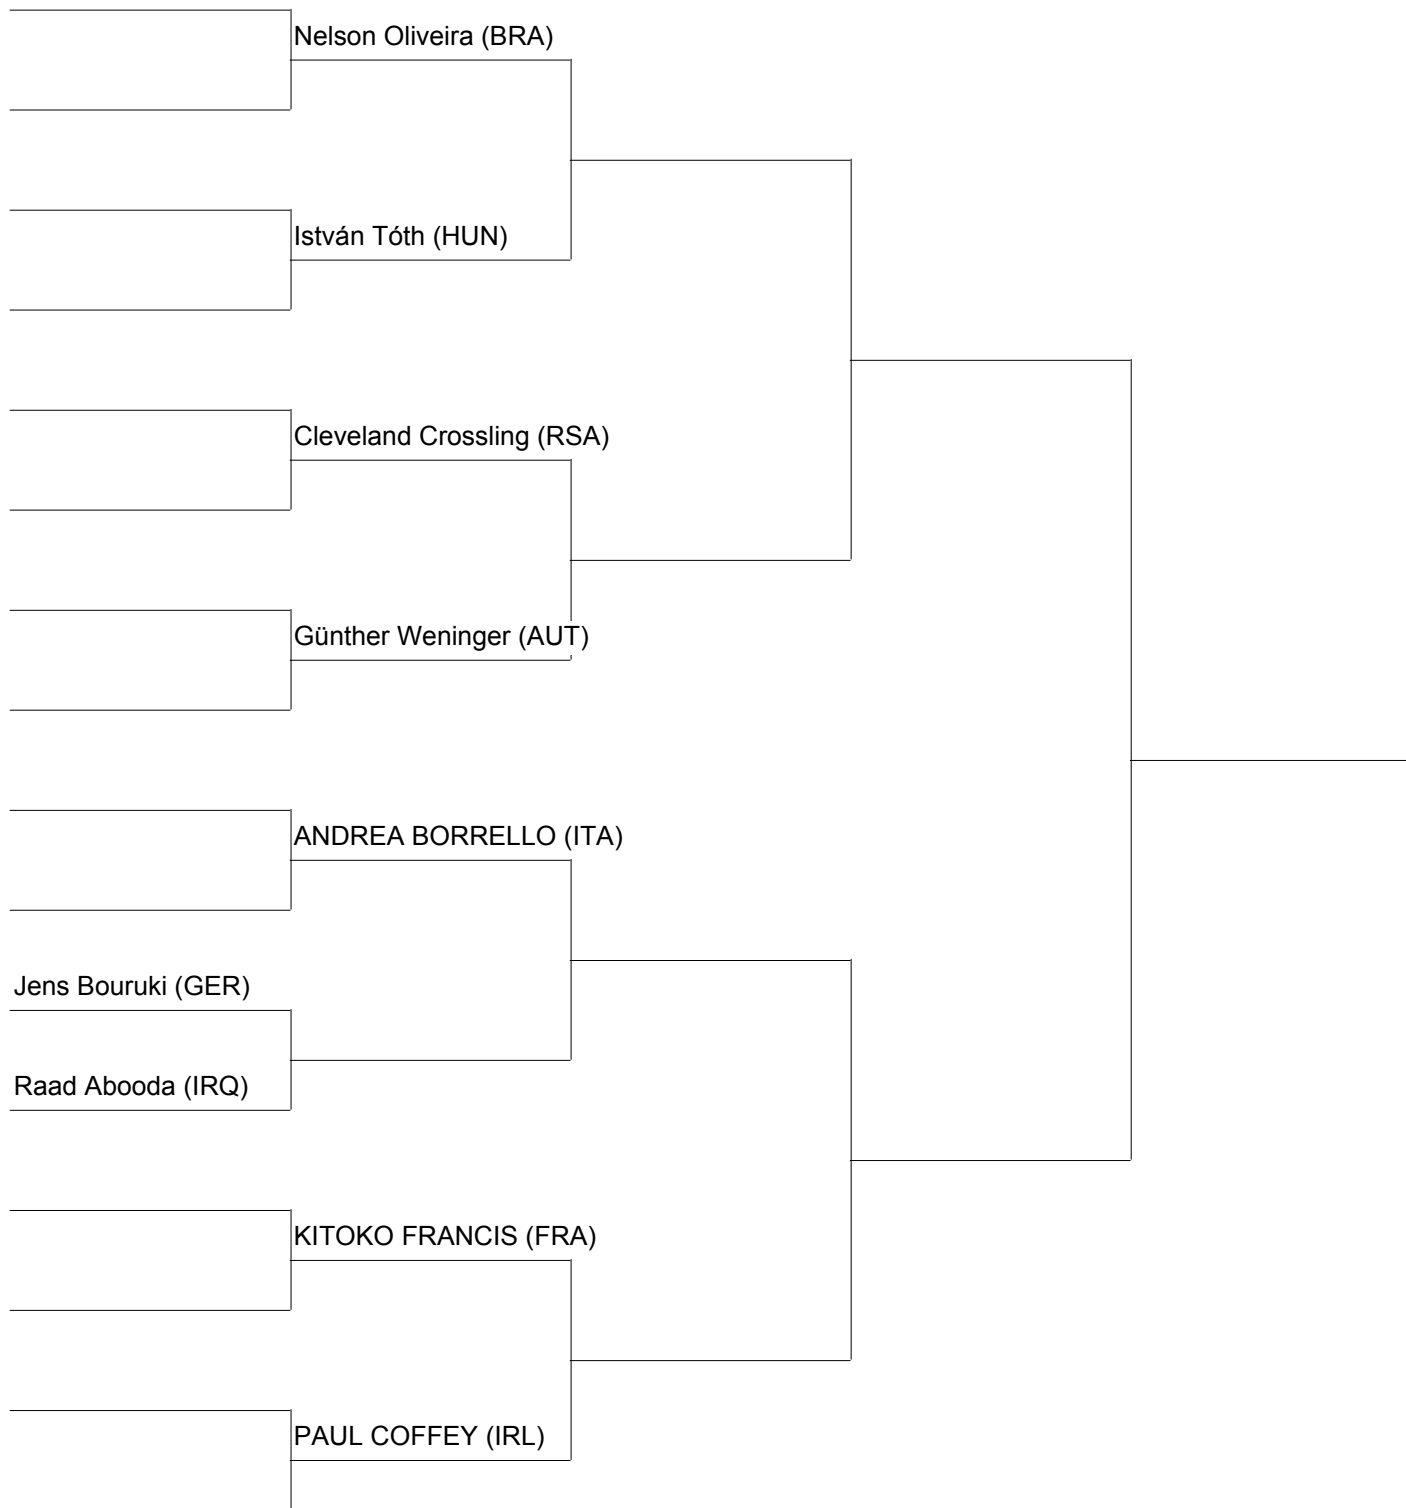 Nelson Oliveira (BRA)
István Tóth (HUN)
Cleveland Crossling (RSA)
Günther Weninger (AUT)
ANDREA BORRELLO (ITA)
Jens Bouruki (GER)
Raad Abooda (IRQ)
KITOKO FRANCIS (FRA)
PAUL COFFEY (IRL)